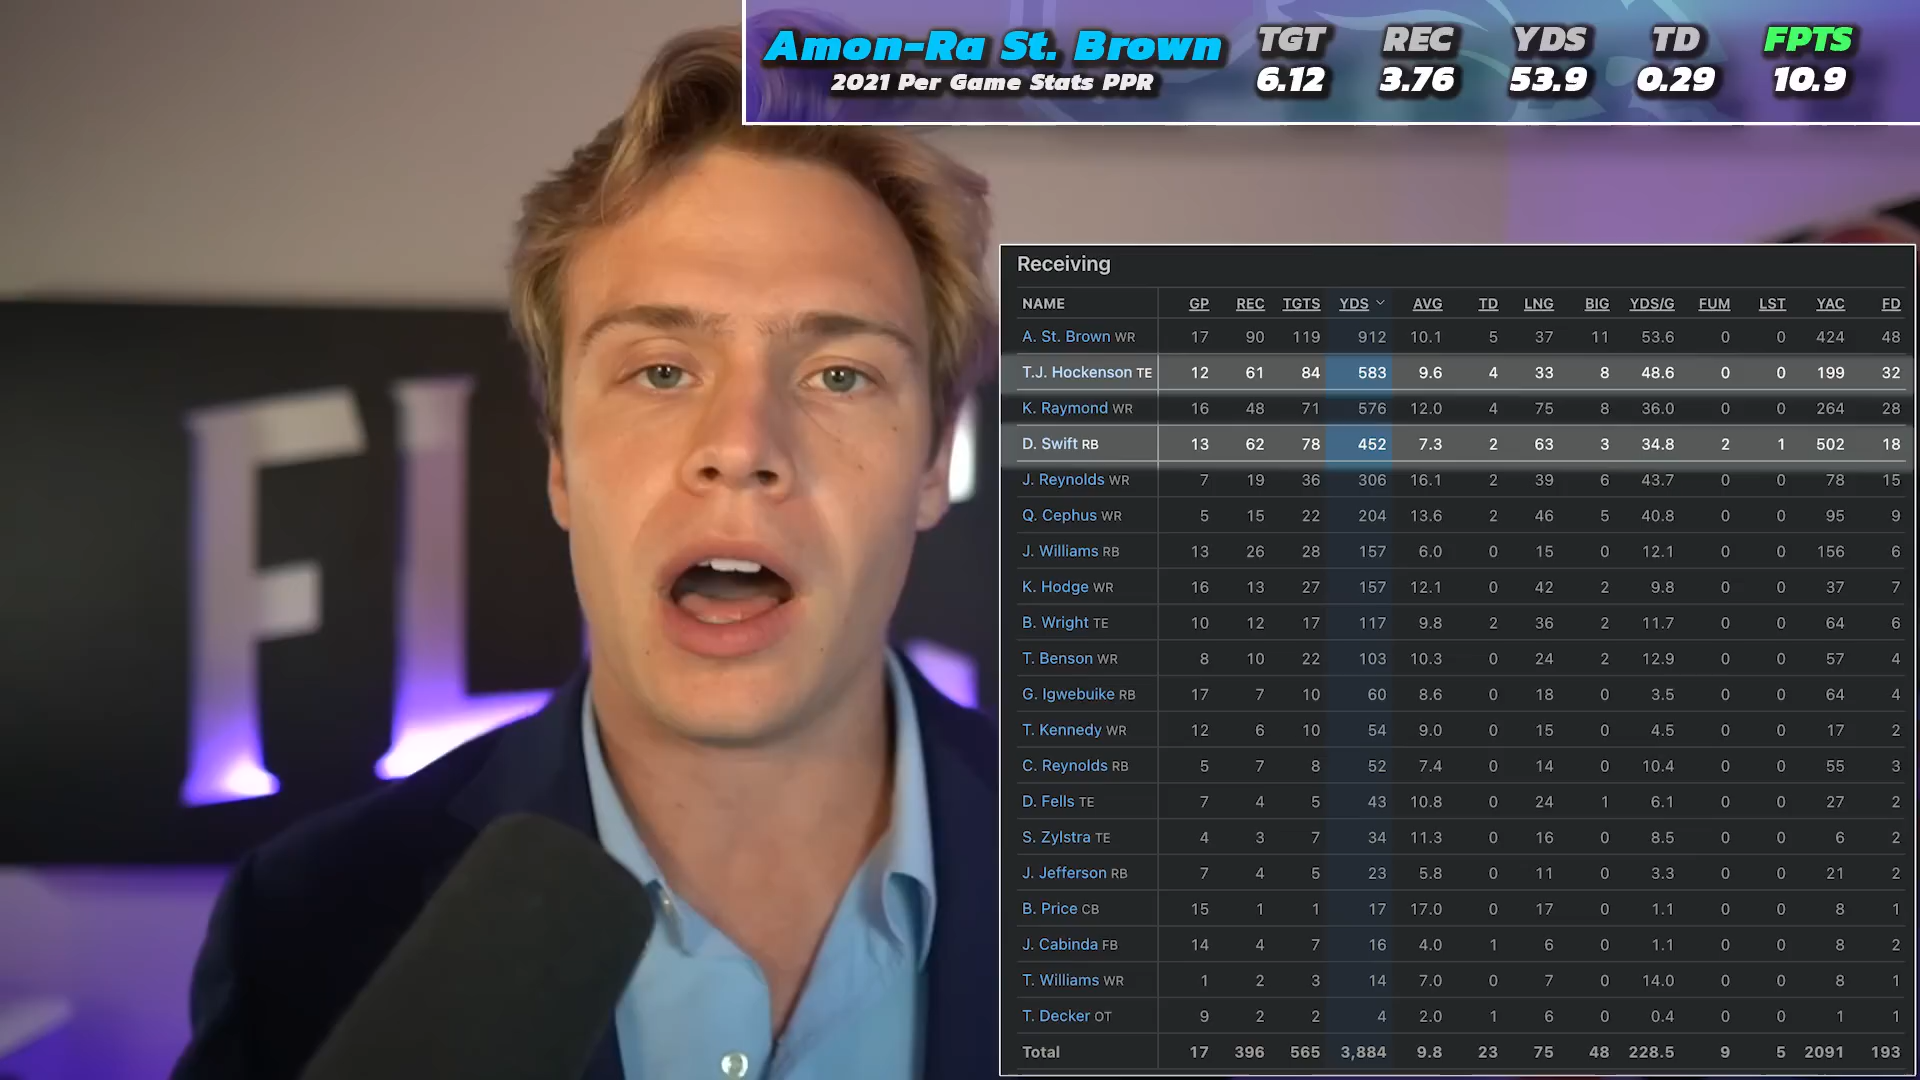 Amon-Ra St. Brown TGT REC YDS TD FPTS
2021 Per Game Stats PPR 6.12 3.76 53.9 0.29 10.9
FL
Receiving
NAME GP REC TGTS YDS AVG TD LNG BIG YDS/G FUM LST YAC FD
A. St. Brown WR 17 90 119 912 10.1 5 37 11 53.6 0 0 424 48
T.J. Hockenson TE 12 61 84 583 9.6 4 33 8 48.6 0 0 199 32
K. Raymond WR 16 48 71 576 12.0 4 75 8 36.0 0 0 264 28
D. Swift RB 13 62 78 452 7.3 2 63 3 34.8 2 1 502 18
J. Reynolds WR 7 19 36 306 16.1 2 39 6 43.7 0 0 78 15
Q. Cephus WR 5 15 22 204 13.6 2 46 5 40.8 0 0 95 9
J. Williams RB 13 26 28 157 6.0 0 15 0 12.1 0 0 156 6
K. Hodge WR 16 13 27 157 12.1 0 42 2 9.8 0 0 37 7
B. Wright TE 10 12 17 117 9.8 2 36 2 11.7 0 0 64 6
T. Benson WR 8 10 22 103 10.3 0 24 2 12.9 0 0 57 4
G. Igwebuike RB 17 7 10 60 8.6 0 18 0 3.5 0 0 64 4
T. Kennedy WR 12 6 10 54 9.0 0 15 0 4.5 0 0 17 2
C. Reynolds RB 5 7 8 52 7.4 0 14 0 10.4 0 0 55 3
D. Fells TE 7 4 5 43 10.8 0 24 1 6.1 0 0 27 2
S. Zylstra TE 4 3 7 34 11.3 0 16 0 8.5 0 0 6 2
J. Jefferson RB 7 4 5 23 5.8 0 11 0 3.3 0 0 21 2
B. Price CB 15 1 1 17 17.0 0 17 0 1.1 0 0 8 1
J. Cabinda FB 14 4 7 16 4.0 1 6 0 1.1 0 0 8 2
T. Williams WR 1 2 3 14 7.0 0 7 0 14.0 0 0 8 1
T. Decker OT 9 2 2 4 2.0 1 6 0 0.4 0 0 1 1
Total 17 396 565 3,884 9.8 23 75 48 228.5 9 5 2091 193